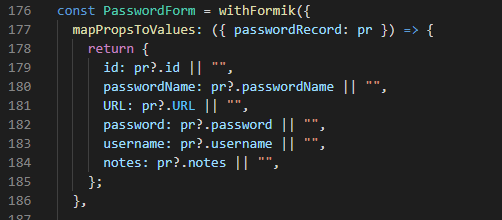 176 const PasswordForm = withFormik({
177 mapPropsToValues: ({ passwordRecord: pr }) => {
178 return {
179 id: pr?.id || "",
180 passwordName: pr?.passwordName || "",
181 URL: pr?.URL || "",
182 password: pr?.password || "",
183 username: pr?.username || "",
184 notes: pr?.notes || "",
185 };
186 },
187